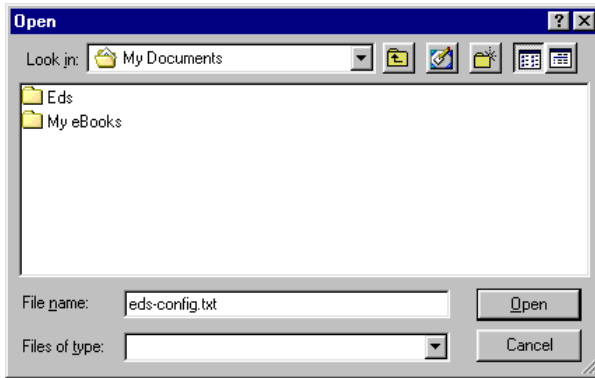 Open
Look in: My Documents
Eds
My eBooks
File name: eds-config.txt Open
Files of type: Cancel